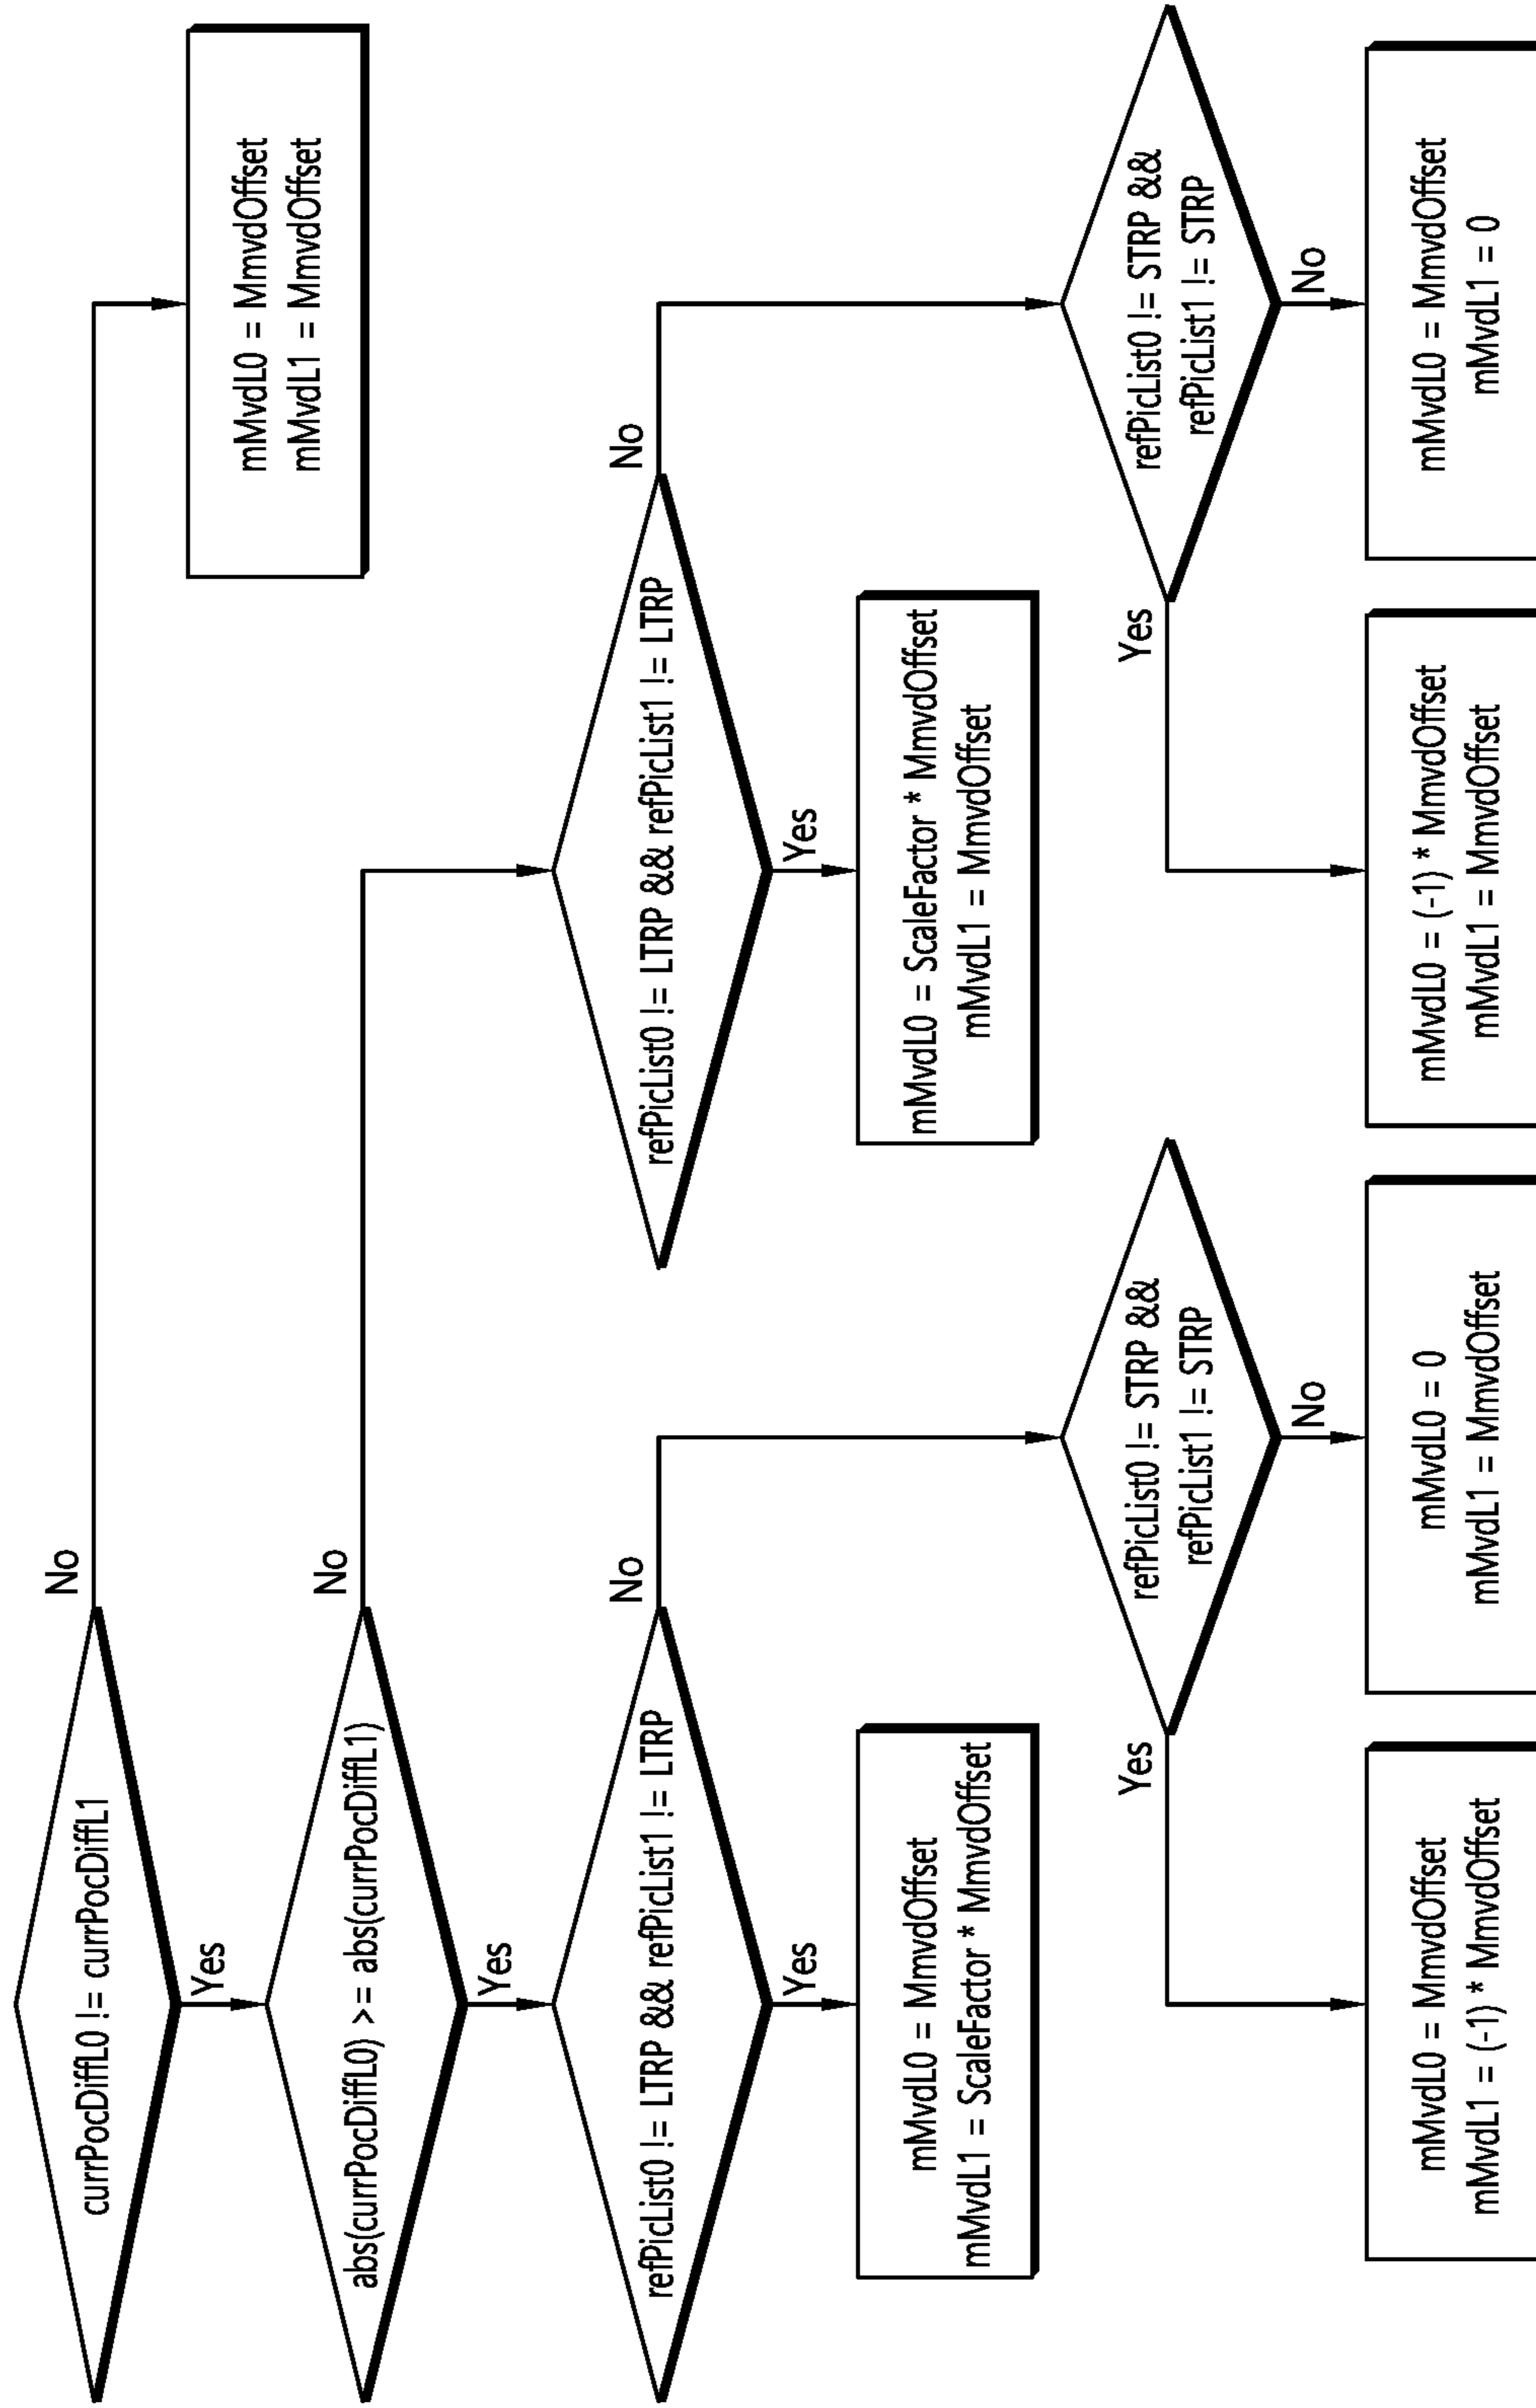 currPocDiffL0 != currPocDiffL1
No
Yes
mMvdL0 = MmvdOffset
mMvdL1 = MmvdOffset
abs(currPocDiffL0) >= abs(currPocDiffL1)
No
Yes
refPicList0 != LTRP && refPicList1 != LTRP
No
Yes
refPicList0 != LTRP && refPicList1 != LTRP
No
Yes
mMvdL0 = MmvdOffset
mMvdL1 = ScaleFactor * MmvdOffset
mMvdL0 = ScaleFactor * MmvdOffset
mMvdL1 = MmvdOffset
Yes
refPicList0 != STRP &&
refPicList1 != STRP
No
Yes
refPicList0 != STRP &&
refPicList1 != STRP
No
mMvdL0 = MmvdOffset
mMvdL1 = (-1) * MmvdOffset
mMvdL0 = 0
mMvdL1 = MmvdOffset
mMvdL0 = (-1) * MmvdOffset
mMvdL1 = MmvdOffset
mMvdL0 = MmvdOffset
mMvdL1 = 0